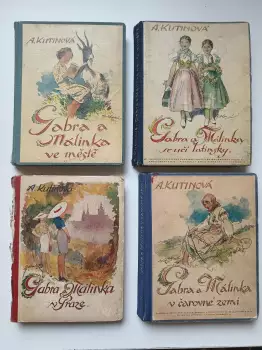 A. KUTINOVÁ
Gabra a
Málinka
ve městě
A. KUTINOVÁ
Gabra a Málinka
se učí latinsky.
A. Kutinová
Gabra a Málinka
v Praze.
A. KUTINOVÁ
Gabra a Málinka
v čarovné zemi